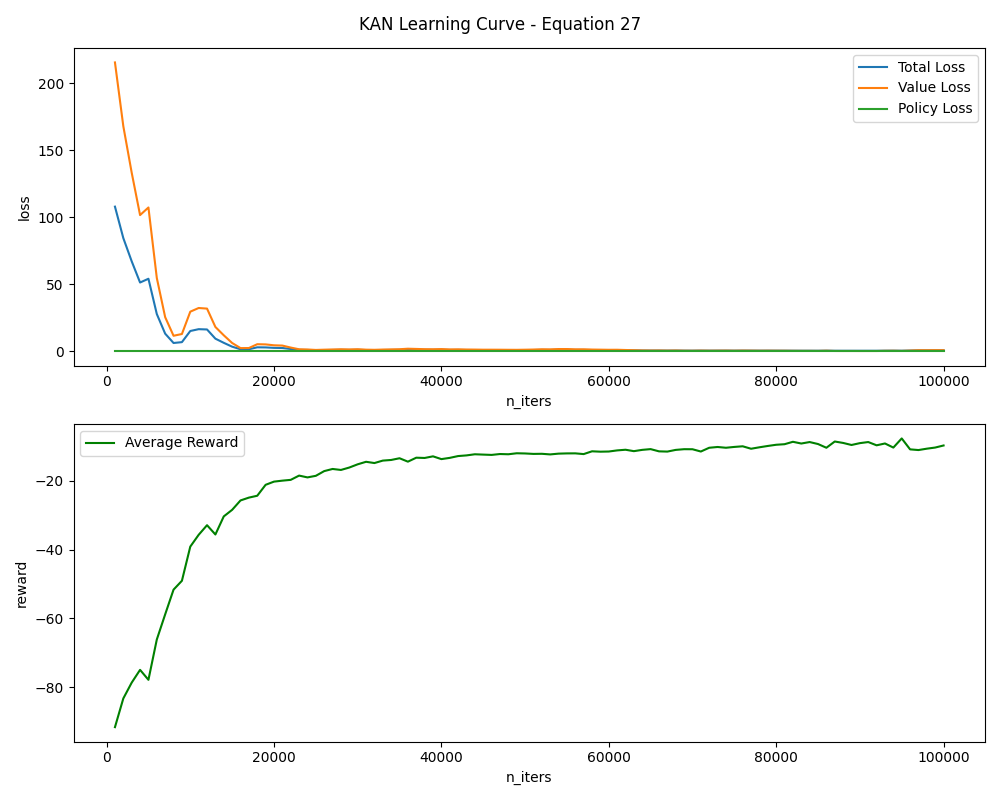 KAN Learning Curve - Equation 27
200
150
100
50
0
loss
Total Loss
Value Loss
Policy Loss
0 20000 40000 60000 80000 100000
n_iters
Average Reward
−20
−40
−60
−80
reward
0 20000 40000 60000 80000 100000
n_iters